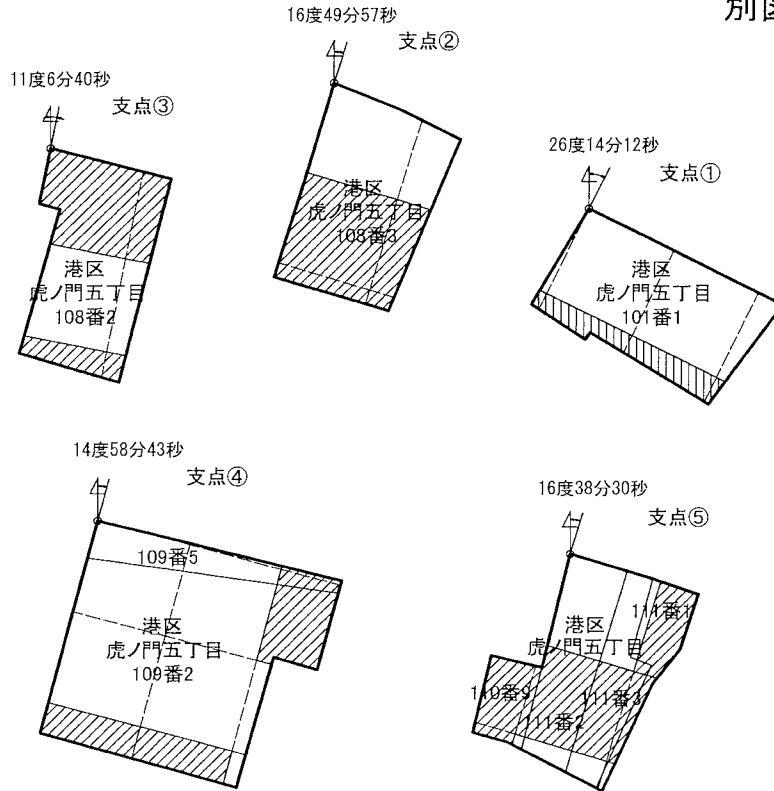 別図
16度49分57秒
支点②
11度6分40秒
支点③
26度14分12秒
支点①
港区
虎ノ門五丁目
108番3
港区
虎ノ門五丁目
108番2
港区
虎ノ門五丁目
101番1
14度58分43秒
支点④
16度38分30秒
支点⑤
109番5
港区
虎ノ門五丁目
109番2
111番1
港区
虎ノ門五丁目
110番9
111番3
111番2